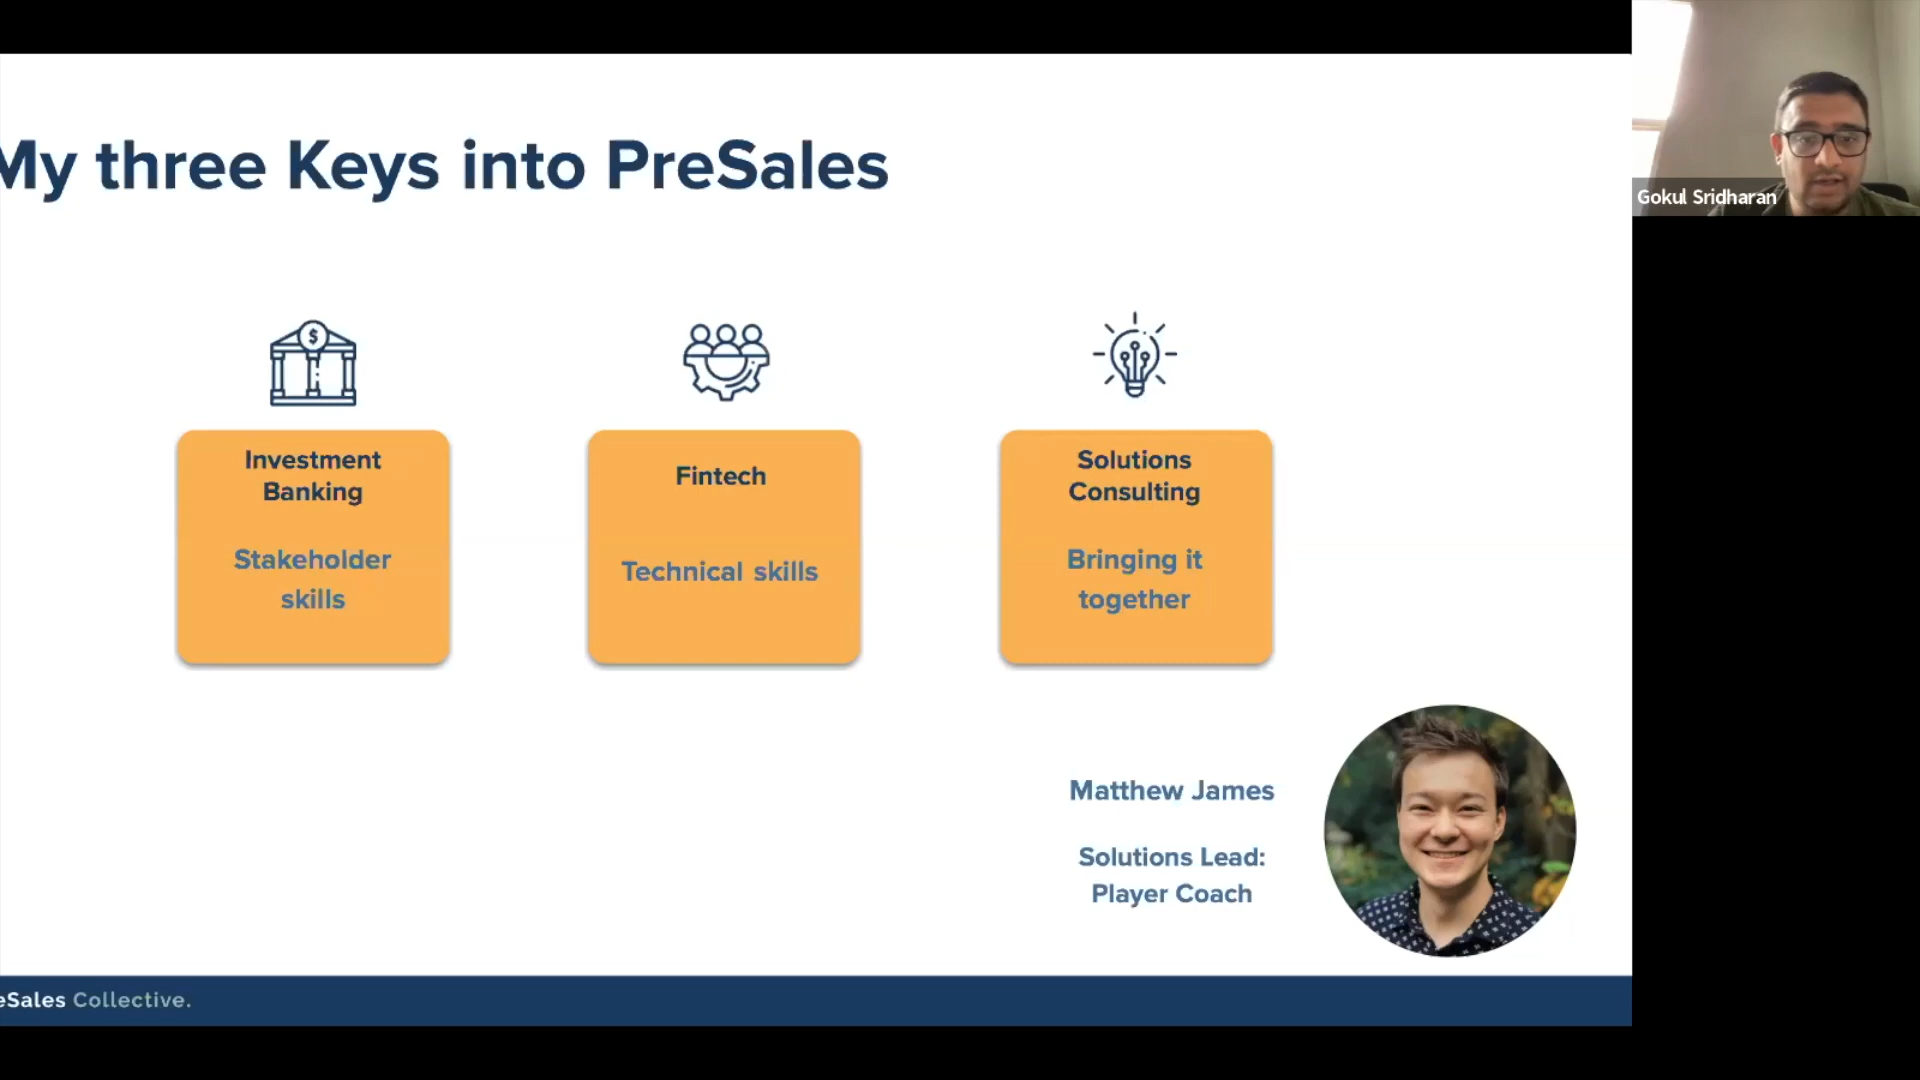 My three Keys into PreSales
Gokul Sridharan
$
Investment
Banking
Stakeholder
skills
Fintech
Technical skills
Solutions
Consulting
Bringing it
together
Matthew James
Solutions Lead:
Player Coach
eSales Collective.